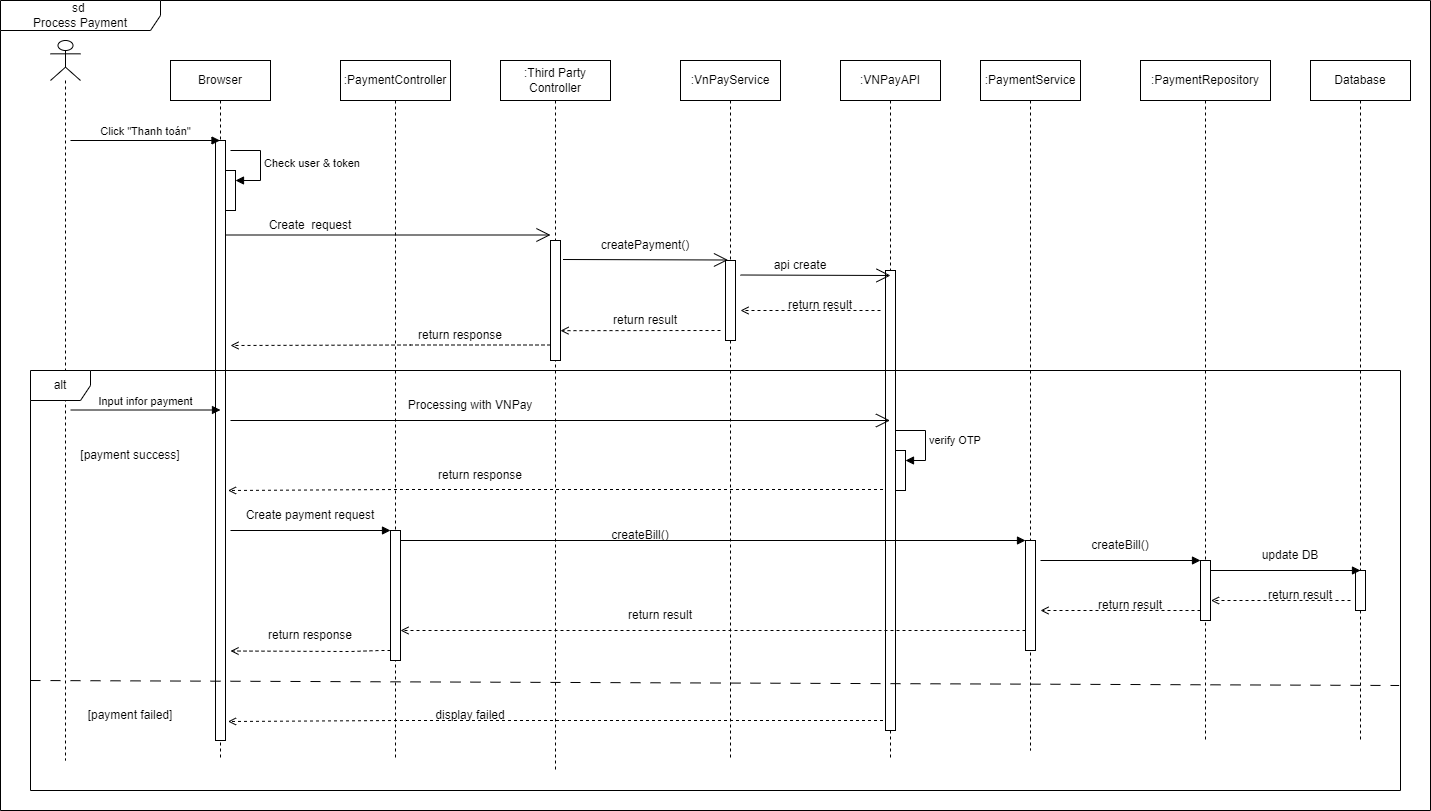 sd
Process Payment
Browser
:PaymentController
:Third Party
Controller
:VnPayService
:VNPayAPI
:PaymentService
:PaymentRepository
Database
Click "Thanh toán"
Check user & token
Create  request
createPayment()
api create
return result
return result
return response
alt
Input infor payment
Processing with VNPay
verify OTP
[payment success]
return response
Create payment request
createBill()
createBill()
update DB
return result
return result
return result
return response
[payment failed]
display failed